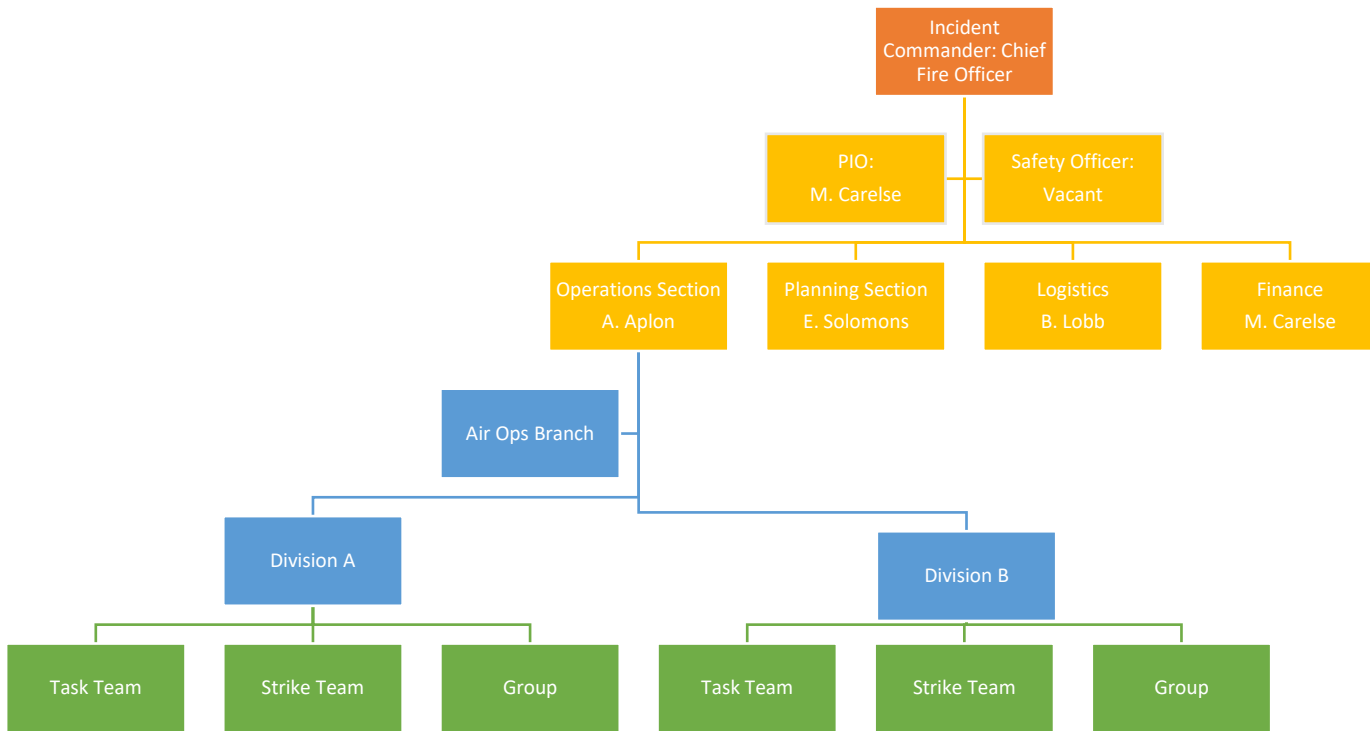 Incident
Commander: Chief
Fire Officer
PIO:
M. Carelse
Safety Officer:
Vacant
Operations Section
A. Aplon
Planning Section
E. Solomons
Logistics
B. Lobb
Finance
M. Carelse
Air Ops Branch
Division A
Division B
Task Team
Strike Team
Group
Task Team
Strike Team
Group